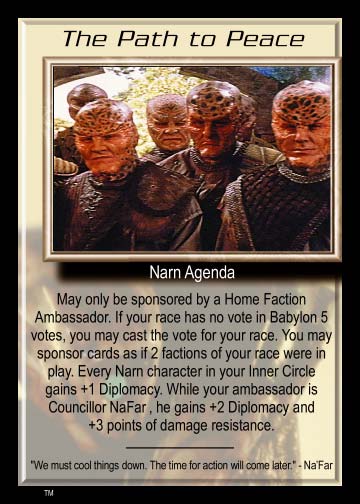 The Path to Peace
Narn Agenda
May only be sponsored by a Home Faction
Ambassador. If your race has no vote in Babylon 5
votes, you may cast the vote for your race. You may
sponsor cards as if 2 factions of your race were in
play. Every Narn character in your Inner Circle
gains +1 Diplomacy. While your ambassador is
Councillor NaFar , he gains +2 Diplomacy and
+3 points of damage resistance.
"We must cool things down. The time for action will come later." - Na'Far
TM